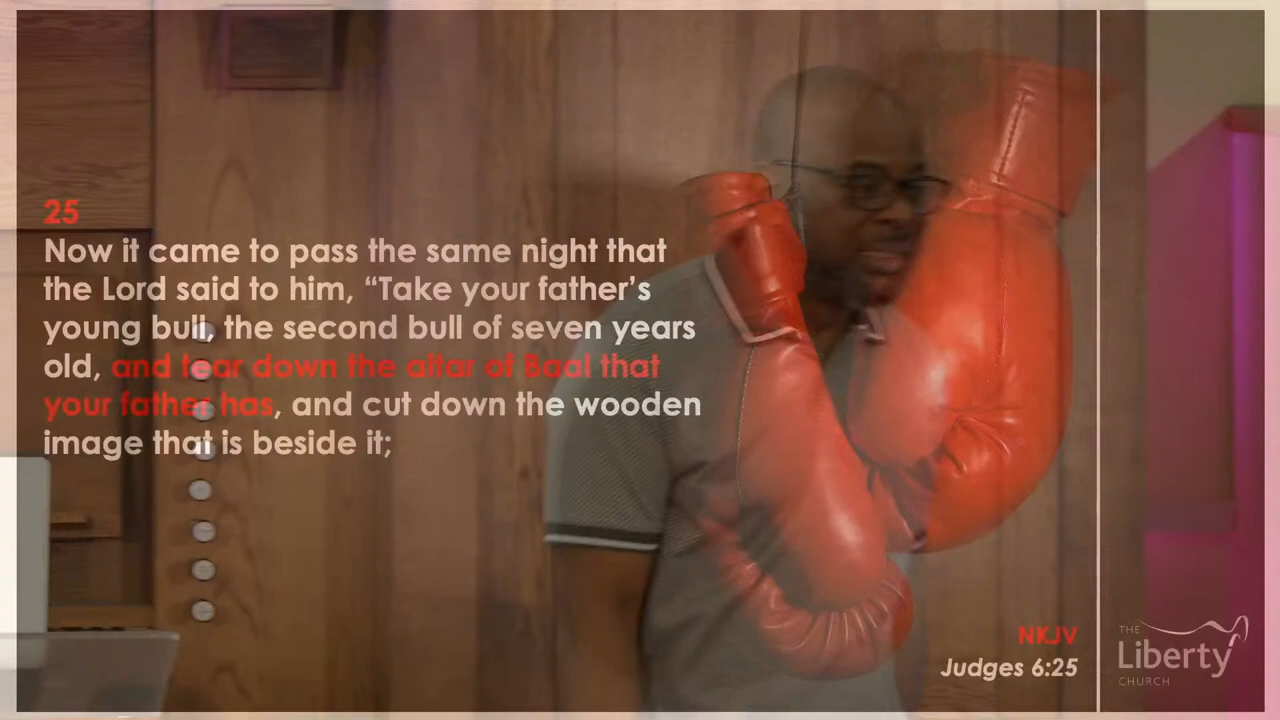 25
Now it came to pass the same night that
the Lord said to him, “Take your father’s
young bull, the second bull of seven years
old, and tear down the altar of Baal that
your father has, and cut down the wooden
image that is beside it;
NKJV
Judges 6:25
THE
Liberty
CHURCH